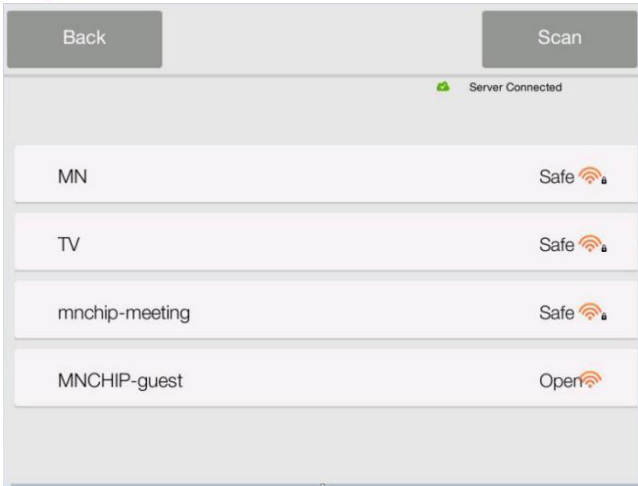 Back Scan
Server Connected
MN Safe
TV Safe
mnchip-meeting Safe
MNCHIP-guest Open